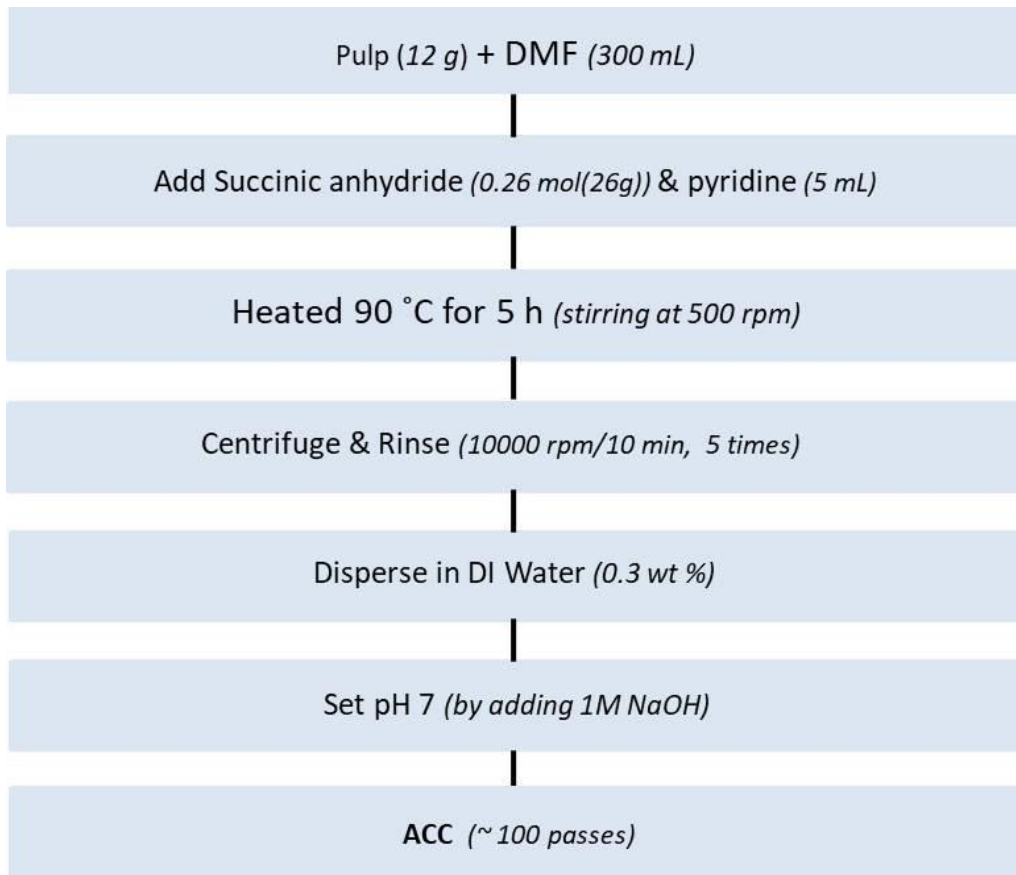 Pulp (12 g) + DMF (300 mL)
Add Succinic anhydride (0.26 mol(26g)) & pyridine (5 mL)
Heated 90 ˚C for 5 h (stirring at 500 rpm)
Centrifuge & Rinse (10000 rpm/10 min, 5 times)
Disperse in DI Water (0.3 wt %)
Set pH 7 (by adding 1M NaOH)
ACC (~100 passes)